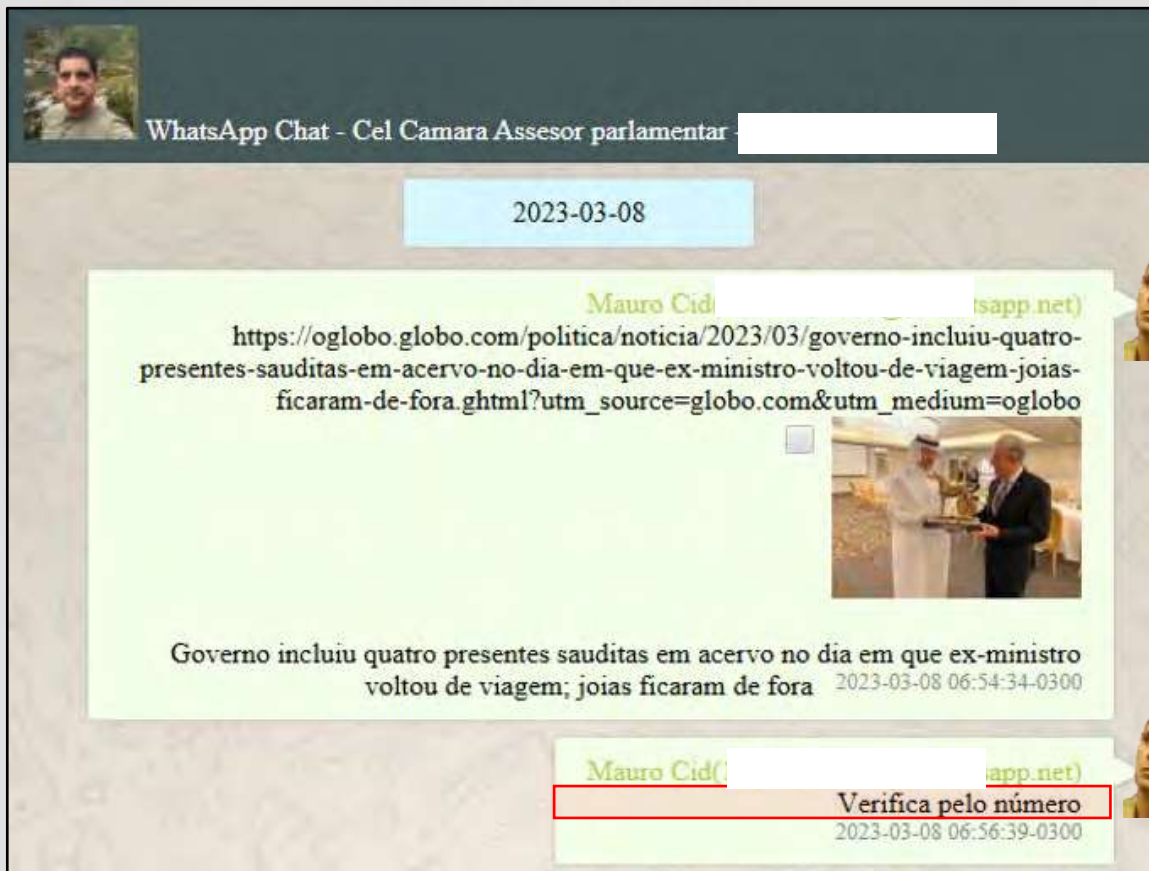 WhatsApp Chat - Cel Camara Assesor parlamentar -
2023-03-08
Mauro Cid( tsapp.net)
https://oglobo.globo.com/politica/noticia/2023/03/governo-incluiu-quatro-
presentes-sauditas-em-acervo-no-dia-em-que-ex-ministro-voltou-de-viagem-joias-
ficaram-de-fora.ghtml?utm_source=globo.com&utm_medium=oglobo
Governo incluiu quatro presentes sauditas em acervo no dia em que ex-ministro
voltou de viagem; joias ficaram de fora 2023-03-08 06:54:34-0300
Mauro Cid( sapp.net)
Verifica pelo número
2023-03-08 06:56:39-0300